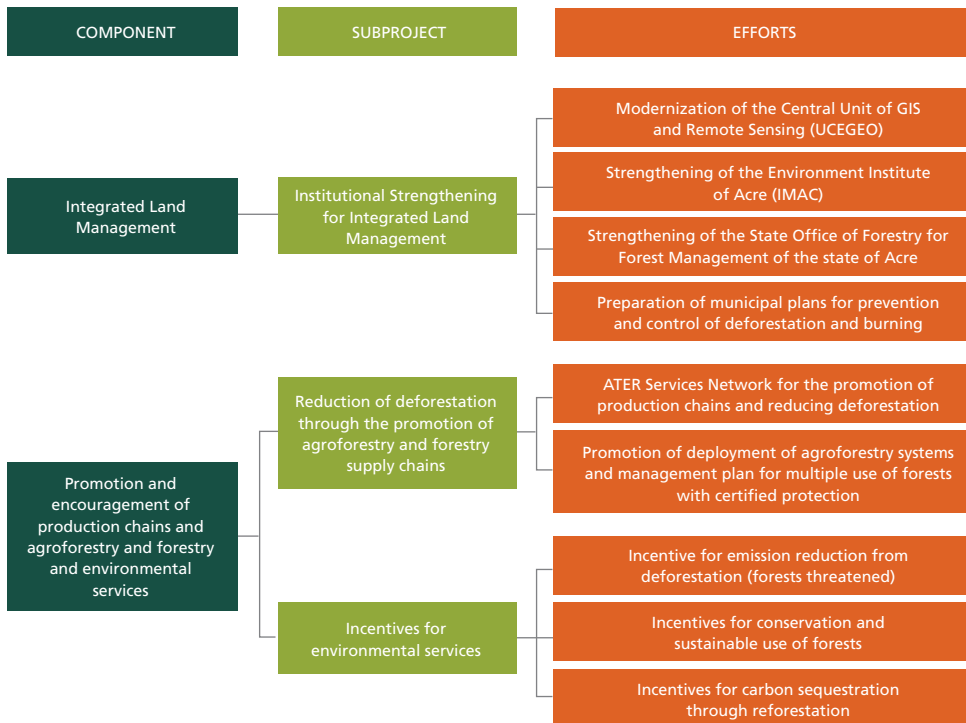 COMPONENT
SUBPROJECT
EFFORTS
Integrated Land
Management
Institutional Strengthening
for Integrated Land
Management
Modernization of the Central Unit of GIS
and Remote Sensing (UCEGEO)
Strengthening of the Environment Institute
of Acre (IMAC)
Strengthening of the State Office of Forestry for
Forest Management of the state of Acre
Preparation of municipal plans for prevention
and control of deforestation and burning
Promotion and
encouragement of
production chains and
agroforestry and forestry
and environmental
services
Reduction of deforestation
through the promotion of
agroforestry and forestry
supply chains
ATER Services Network for the promotion of
production chains and reducing deforestation
Promotion of deployment of agroforestry systems
and management plan for multiple use of forests
with certified protection
Incentives for
environmental services
Incentive for emission reduction from
deforestation (forests threatened)
Incentives for conservation and
sustainable use of forests
Incentives for carbon sequestration
through reforestation